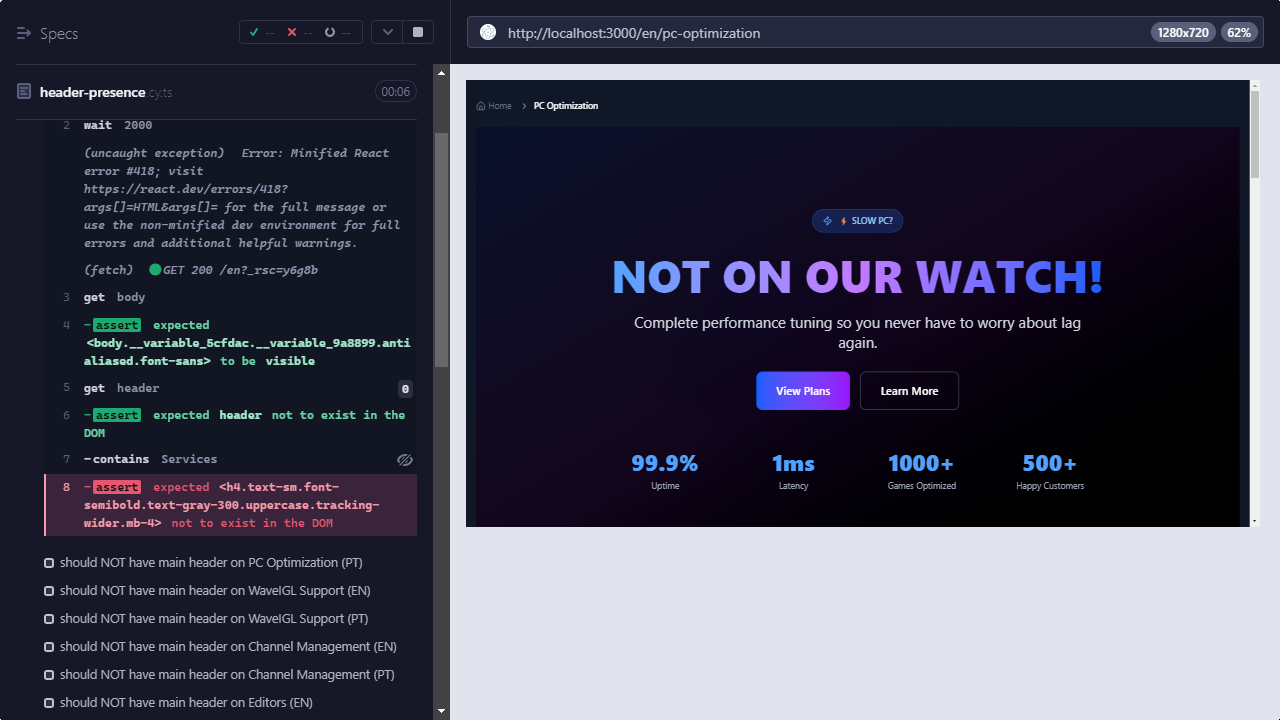 Specs
-- -- --
header-presence.cy.ts 00:06
2 wait 2000
(uncaught exception) Error: Minified React
error #418; visit
https://react.dev/errors/418?
args[]=HTML&args[]= for the full message or
use the non-minified dev environment for full
errors and additional helpful warnings.
(fetch) GET 200 /en?_rsc=y6g8b
3 get body
4 -assert expected
<body.__variable_5cfdac.__variable_9a8899.anti
aliased.font-sans> to be visible
5 get header 0
6 -assert expected header not to exist in the
DOM
7 -contains Services
8 -assert expected <h4.text-sm.font-
semibold.text-gray-300.uppercase.tracking-
wider.mb-4> not to exist in the DOM
should NOT have main header on PC Optimization (PT)
should NOT have main header on WaveIGL Support (EN)
should NOT have main header on WaveIGL Support (PT)
should NOT have main header on Channel Management (EN)
should NOT have main header on Channel Management (PT)
should NOT have main header on Editors (EN)
http://localhost:3000/en/pc-optimization 1280x720 62%
Home > PC Optimization
SLOW PC?
NOT ON OUR WATCH!
Complete performance tuning so you never have to worry about lag
again.
View Plans Learn More
99.9% 1ms 1000+ 500+
Uptime Latency Games Optimized Happy Customers